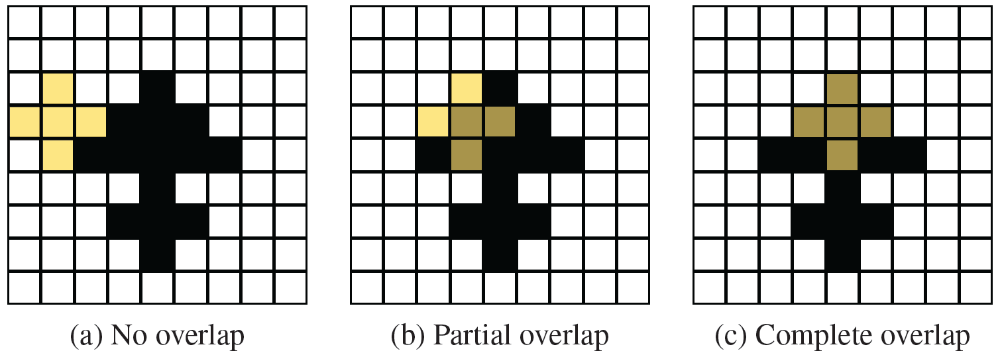 (a) No overlap
(b) Partial overlap
(c) Complete overlap